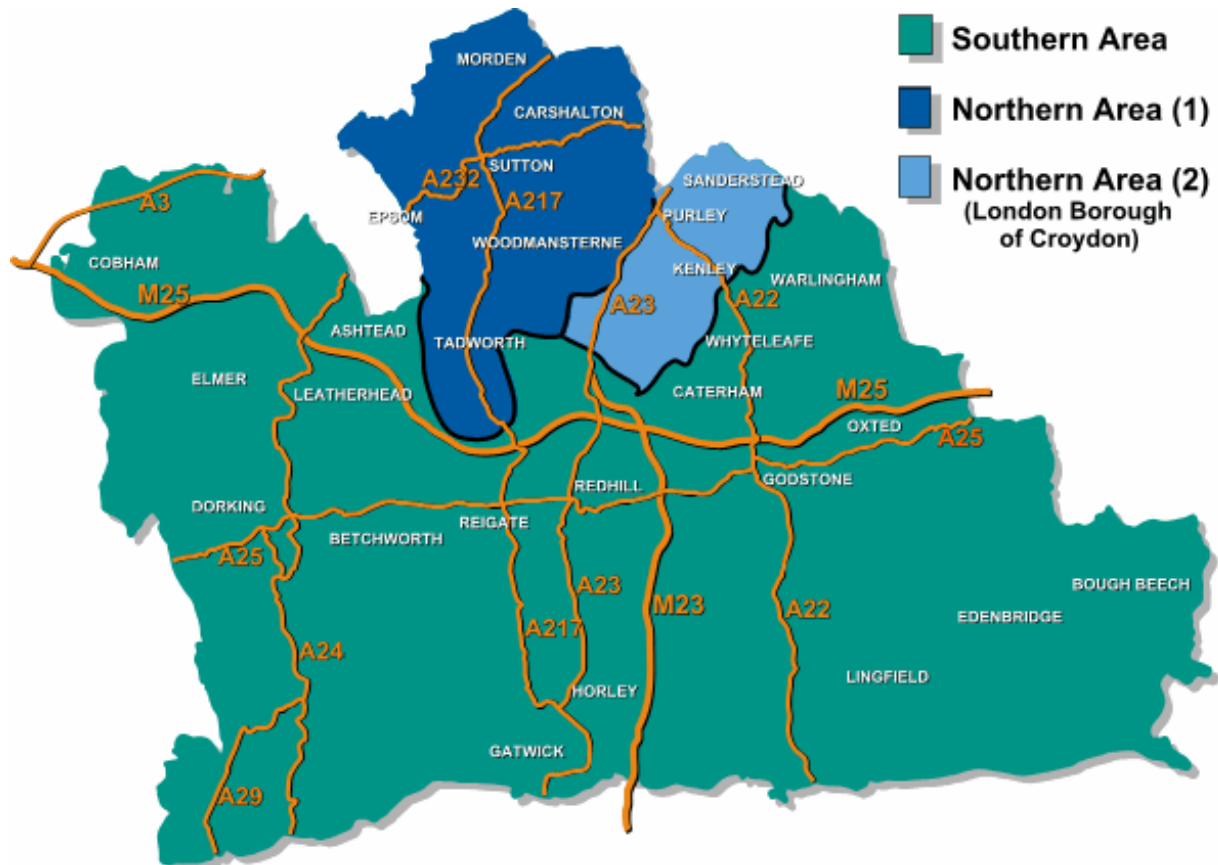 Southern Area
Northern Area (1)
Northern Area (2)
(London Borough
of Croydon)
MORDEN
CARSHALTON
SUTTON
A232
A217
EPSOM
WOODMANSTERNE
SANDERSTEAD
PURLEY
KENLEY
A3
COBHAM
M25
WARLINGHAM
A23
A22
ASHTEAD
TADWORTH
WHYTELEAFE
ELMER
LEATHERHEAD
CATERHAM
M25
OXTED
A25
DORKING
REIGATE
REDHILL
GODSTONE
BETCHWORTH
A25
A23
M23
A22
BOUGH BEECH
EDENBRIDGE
A217
A24
LINGFIELD
HORLEY
GATWICK
A29